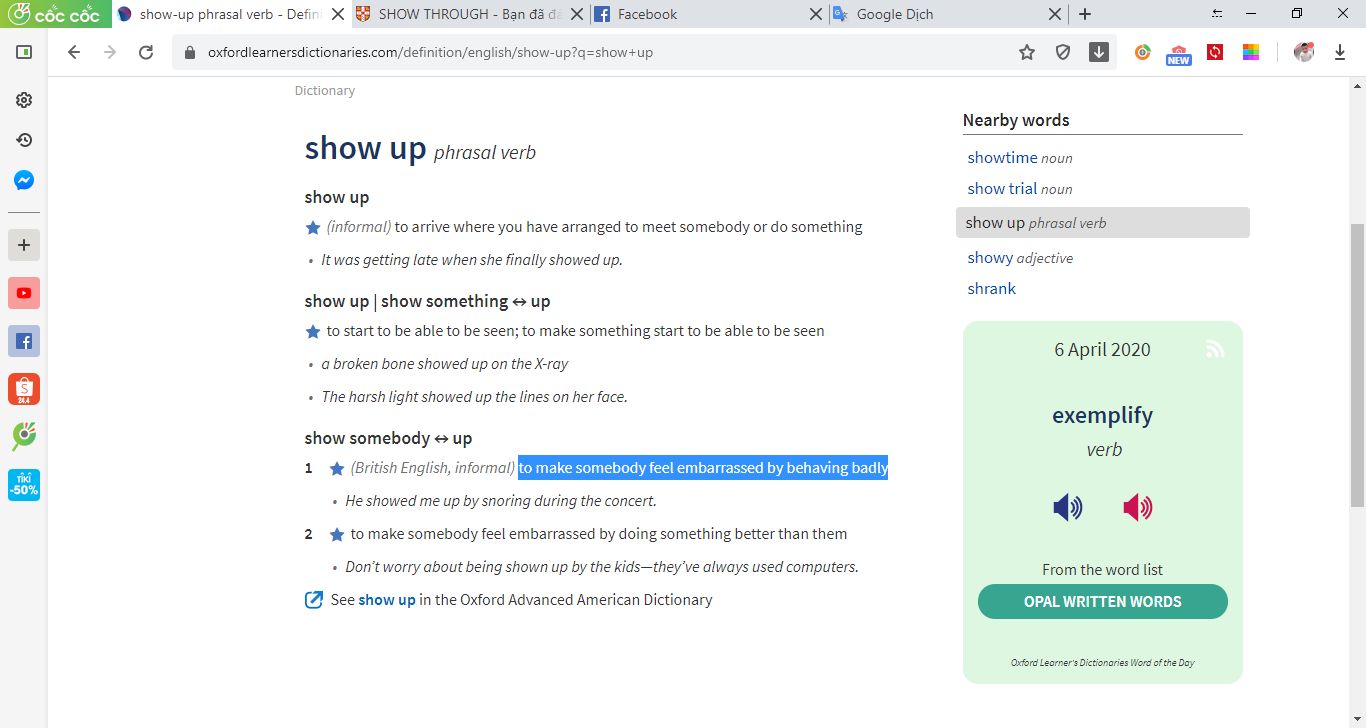 cốc cốc
show-up phrasal verb - Defin
SHOW THROUGH - Bạn đã đ
Facebook
Google Dịch
oxfordlearnersdictionaries.com/definition/english/show-up?q=show+up
NEW
Dictionary
show up phrasal verb
show up
(informal) to arrive where you have arranged to meet somebody or do something
• It was getting late when she finally showed up.
show up | show something ↔ up
to start to be able to be seen; to make something start to be able to be seen
• a broken bone showed up on the X-ray
• The harsh light showed up the lines on her face.
show somebody ↔ up
1 (British English, informal) to make somebody feel embarrassed by behaving badly
• He showed me up by snoring during the concert.
2 to make somebody feel embarrassed by doing something better than them
• Don’t worry about being shown up by the kids—they’ve always used computers.
See show up in the Oxford Advanced American Dictionary
Nearby words
showtime noun
show trial noun
show up phrasal verb
showy adjective
shrank
6 April 2020
exemplify
verb
From the word list
OPAL WRITTEN WORDS
Oxford Learner's Dictionaries Word of the Day
S
24.4
TIKI
-50%